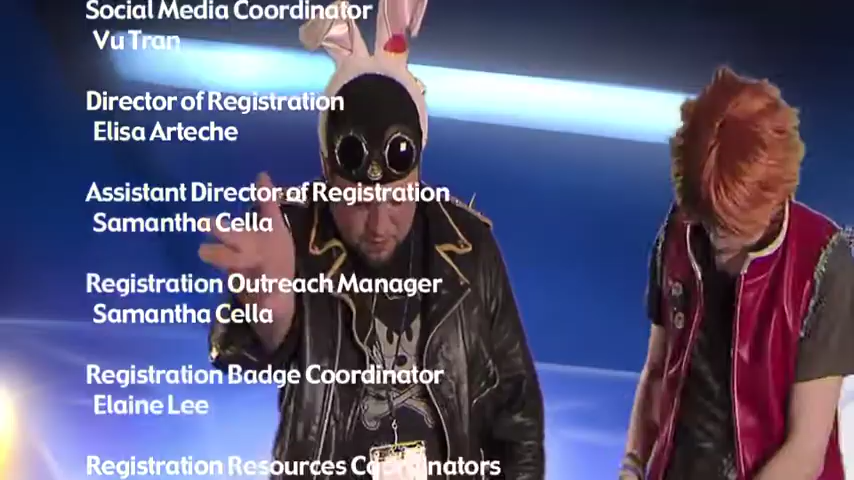 Social Media Coordinator
Vu Tran
Director of Registration
Elisa Arteche
Assistant Director of Registration
Samantha Cella
Registration Outreach Manager
Samantha Cella
Registration Badge Coordinator
Elaine Lee
Registration Resources Coordinators